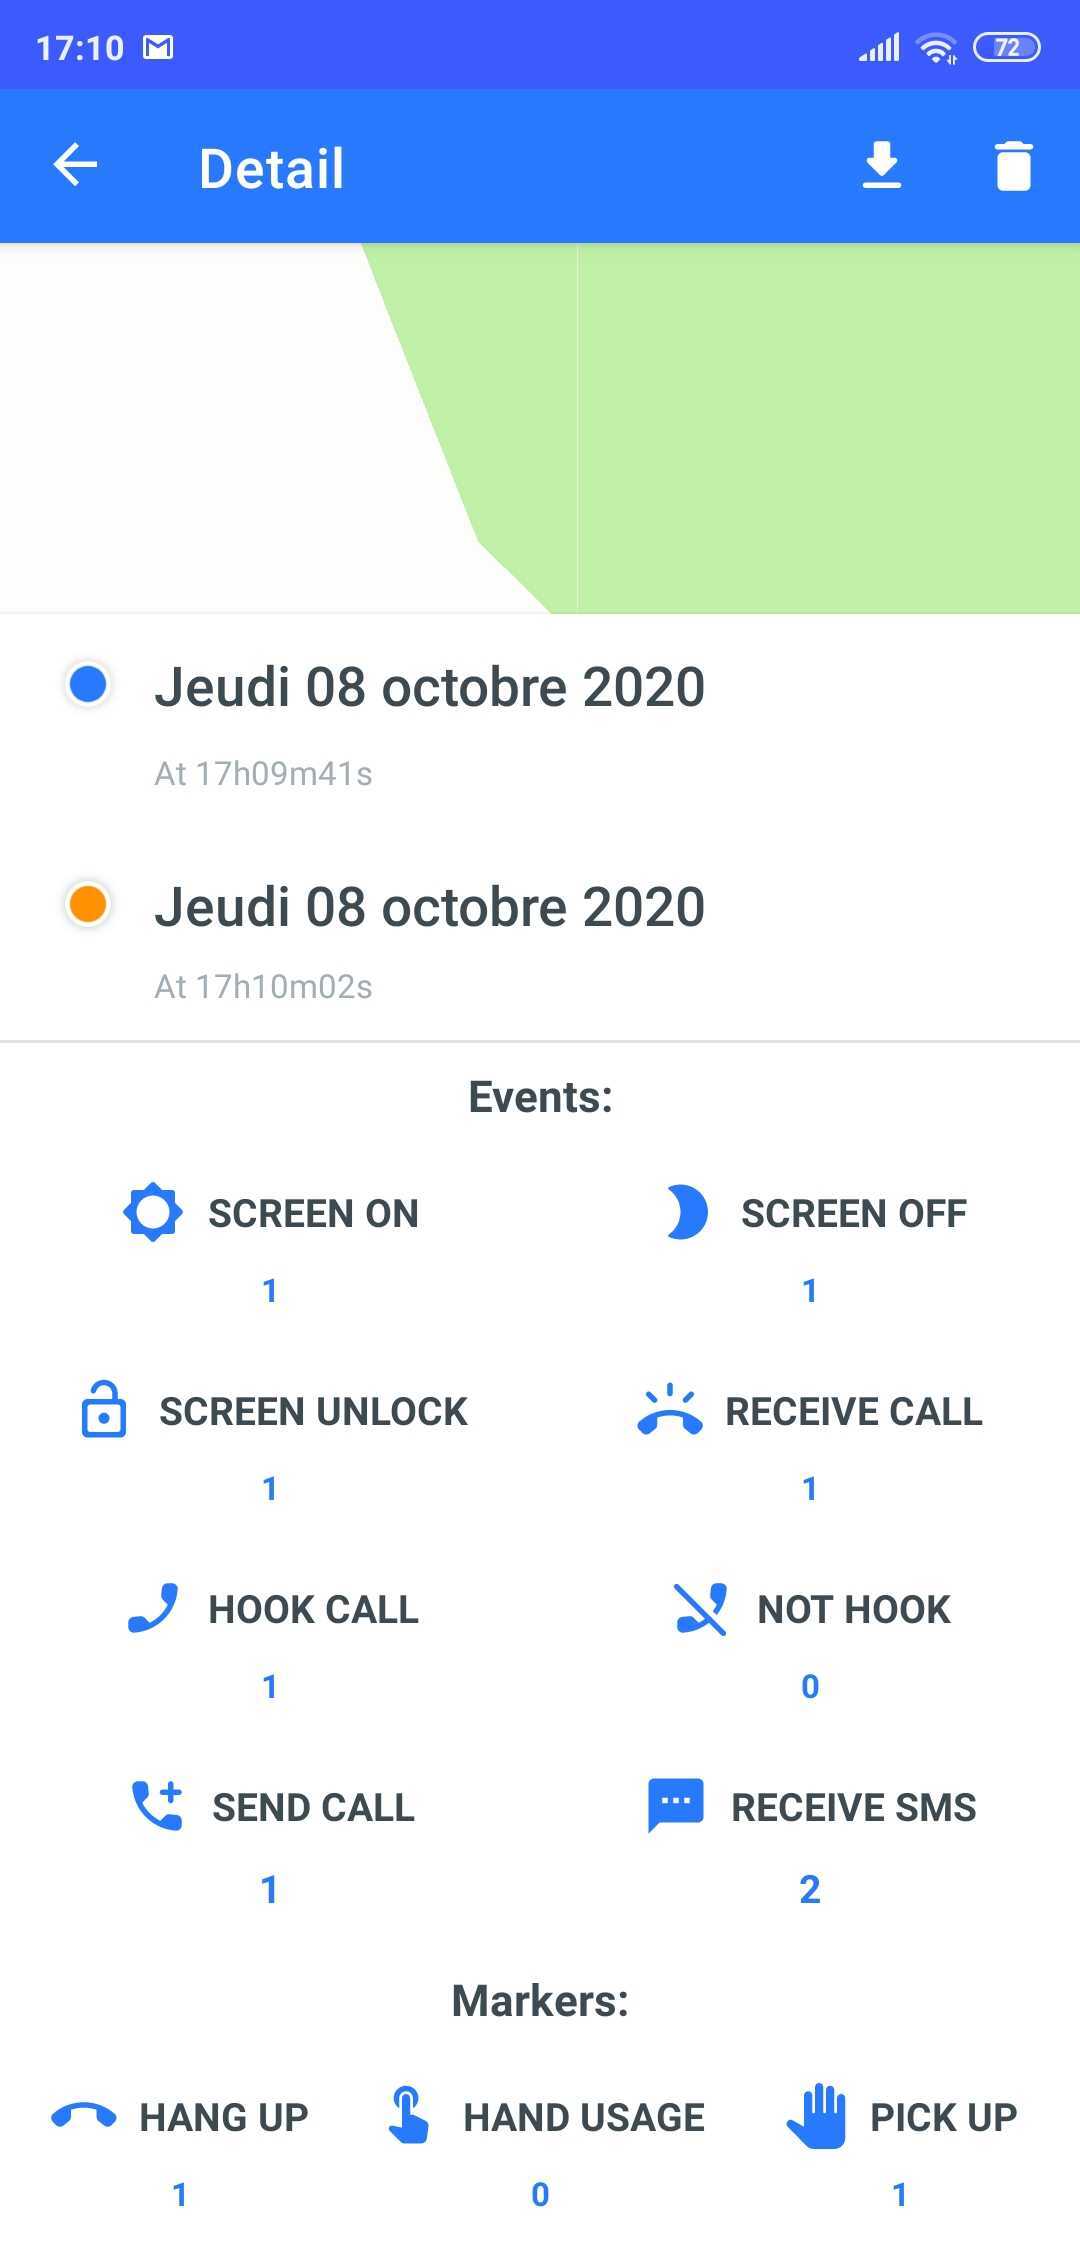 17:10 72
Detail
Jeudi 08 octobre 2020
At 17h09m41s
Jeudi 08 octobre 2020
At 17h10m02s
Events:
SCREEN ON SCREEN OFF
1 1
SCREEN UNLOCK RECEIVE CALL
1 1
HOOK CALL NOT HOOK
1 0
SEND CALL RECEIVE SMS
1 2
Markers:
HANG UP HAND USAGE PICK UP
1 0 1